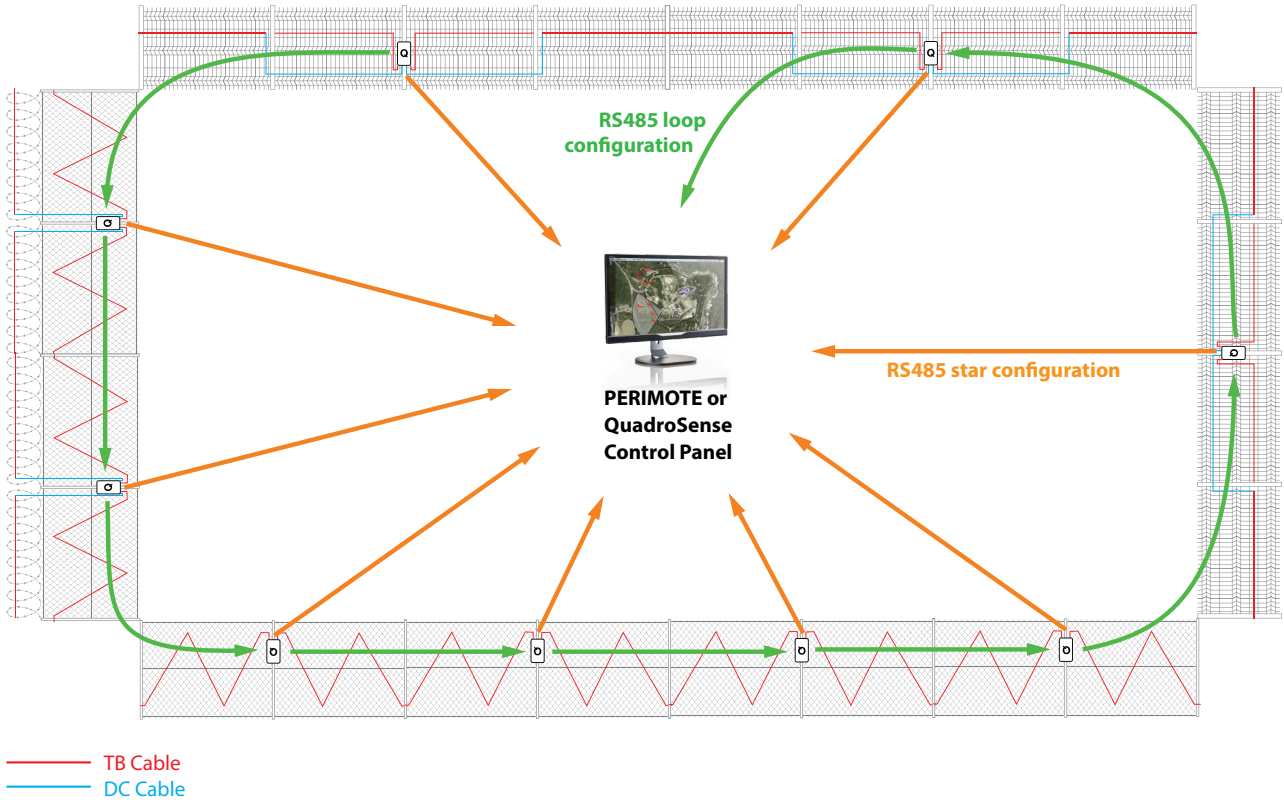 Q
Q
RS485 loop
configuration
Q
Q
RS485 star configuration
PERIMOTE or
QuadroSense
Control Panel
Q
Q
Q
Q
Q
TB Cable
DC Cable